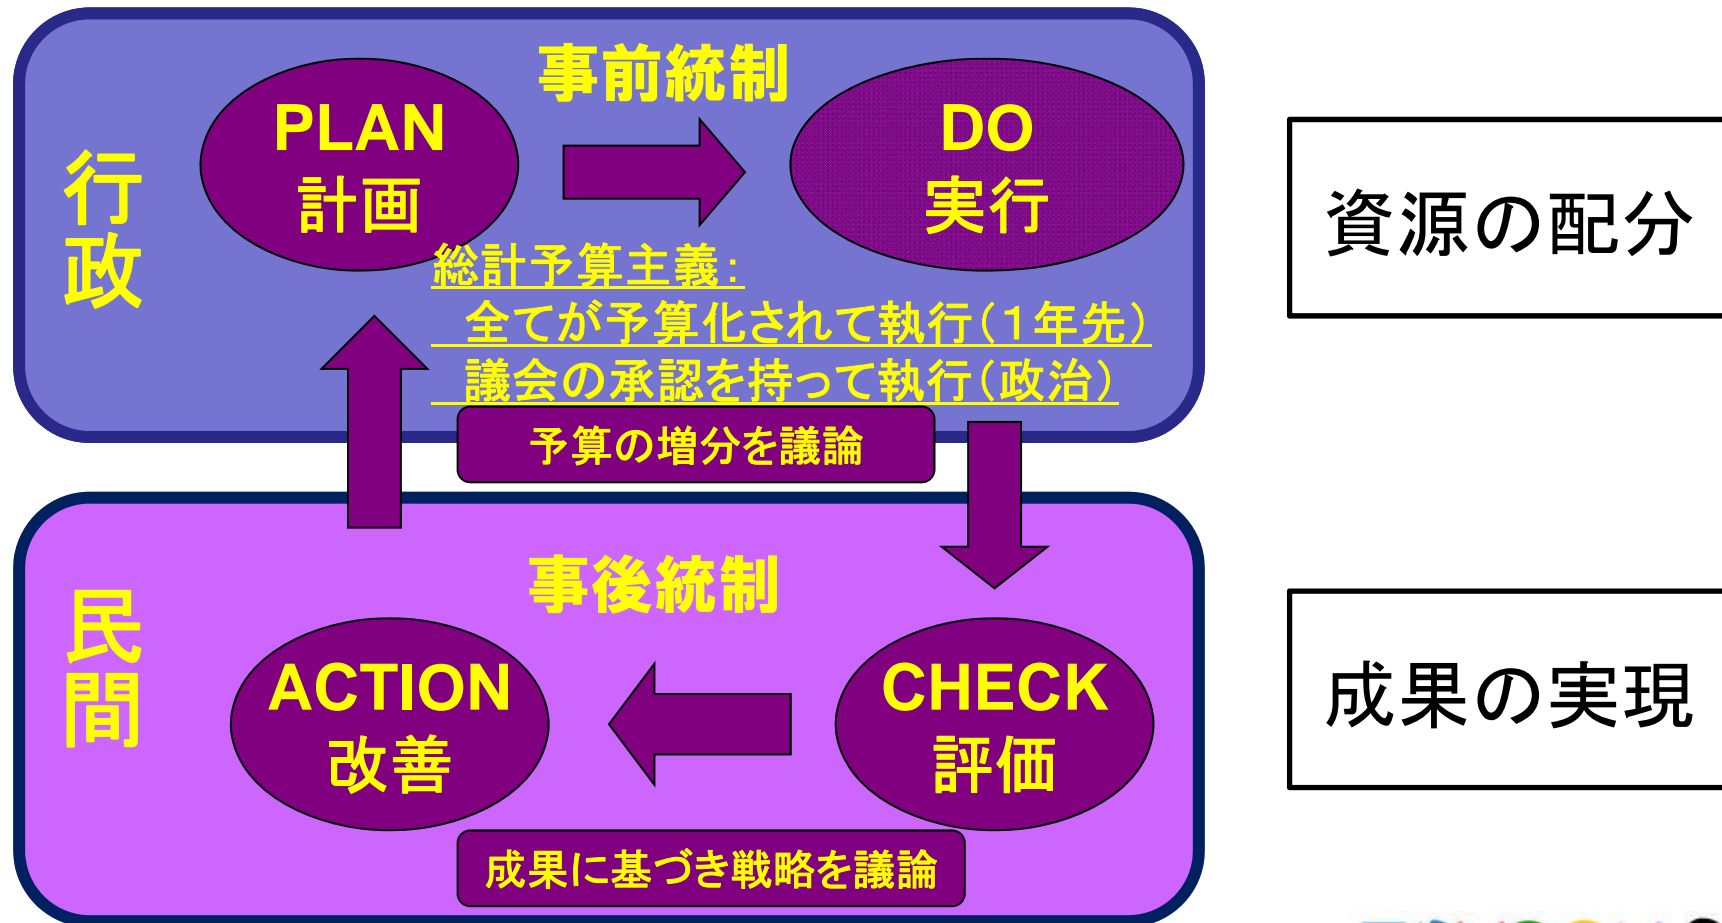 事前統制
行政
PLAN
計画
DO
実行
総計予算主義:
全てが予算化されて執行(1年先)
議会の承認を持って執行(政治)
予算の増分を議論
資源の配分
事後統制
民間
ACTION
改善
CHECK
評価
成果に基づき戦略を議論
成果の実現